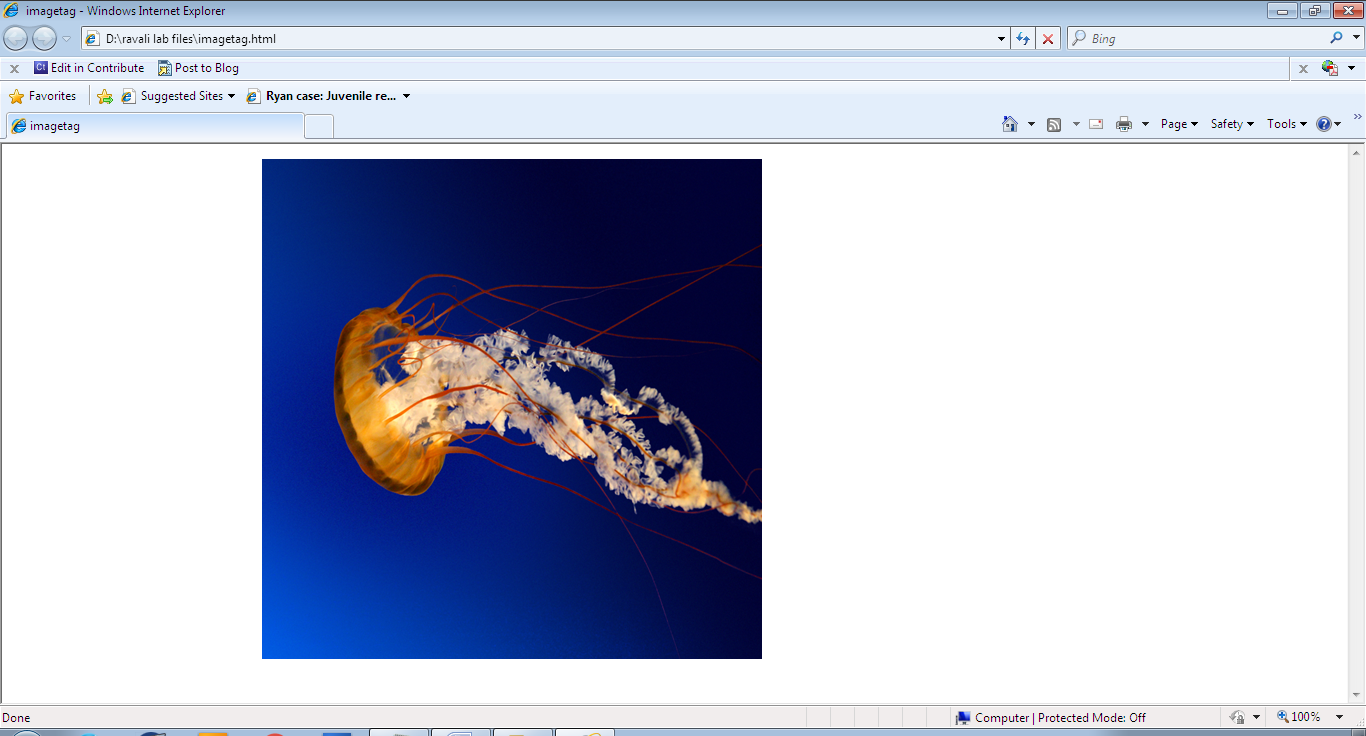 imagetag - Windows Internet Explorer
D:\ravali lab files\imagetag.html
Bing
x Ct Edit in Contribute Post to Blog x
Favorites Suggested Sites Ryan case: Juvenile re...
imagetag Page Safety Tools ? »
Done Computer | Protected Mode: Off 100%